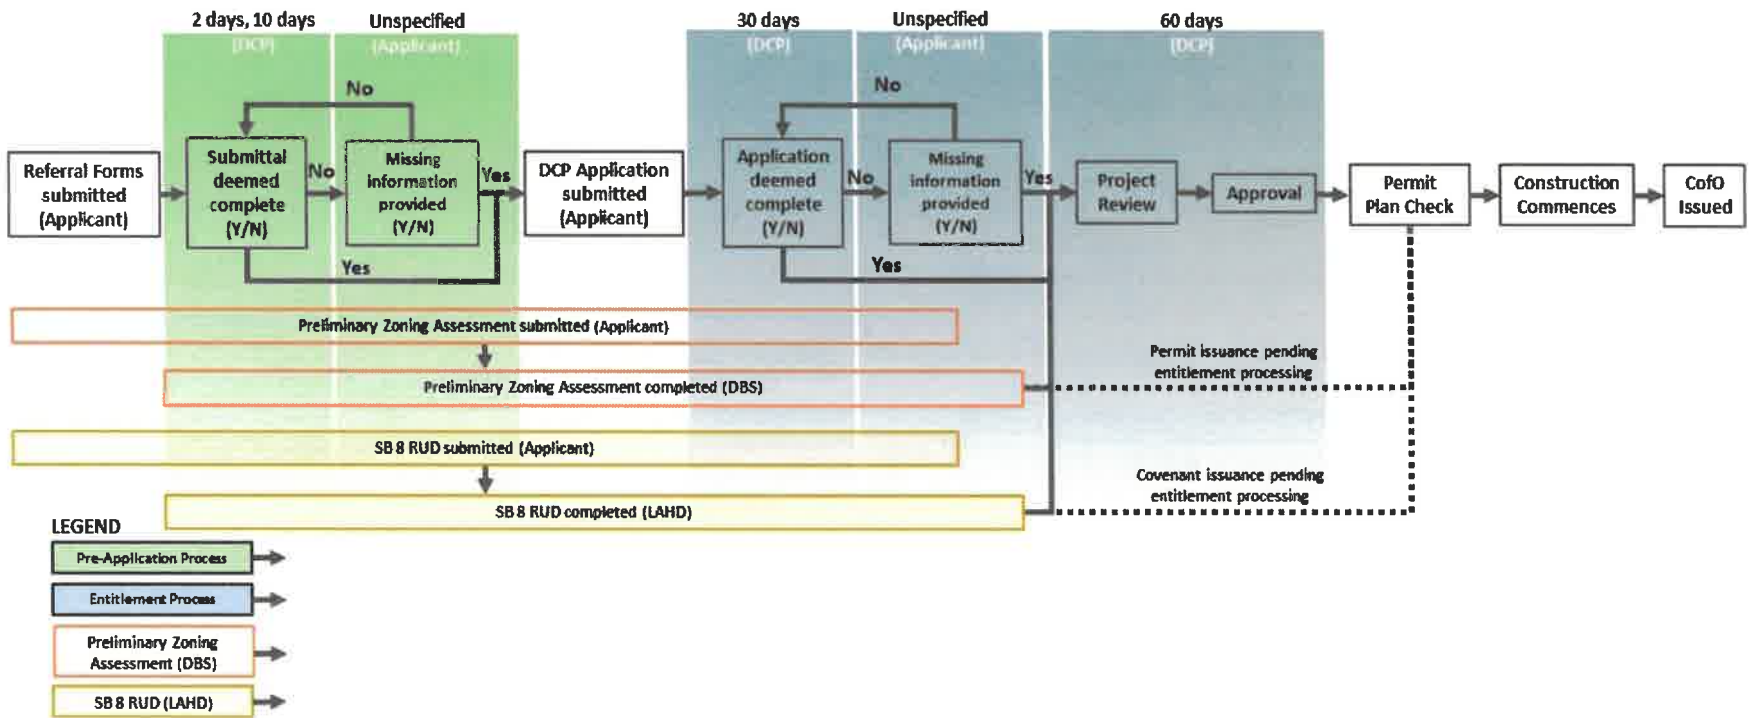 2 days, 10 days
(DCP)
Unspecified
(Applicant)
30 days
(DCP)
Unspecified
(Applicant)
60 days
(DCP)
No
No
Referral Forms
submitted
(Applicant)
Submittal
deemed
complete
(Y/N)
No
Missing
information
provided
(Y/N)
Yes
DCP Application
submitted
(Applicant)
Application
deemed
complete
(Y/N)
No
Missing
information
provided
(Y/N)
Yes
Project
Review
Approval
Permit
Plan Check
Construction
Commences
CofO
Issued
Yes
Yes
Preliminary Zoning Assessment submitted (Applicant)
Permit issuance pending
entitlement processing
Preliminary Zoning Assessment completed (DBS)
SB 8 RUD submitted (Applicant)
Covenant issuance pending
entitlement processing
SB 8 RUD completed (LAHD)
LEGEND
Pre-Application Process
Entitlement Process
Preliminary Zoning
Assessment (DBS)
SB 8 RUD (LAHD)